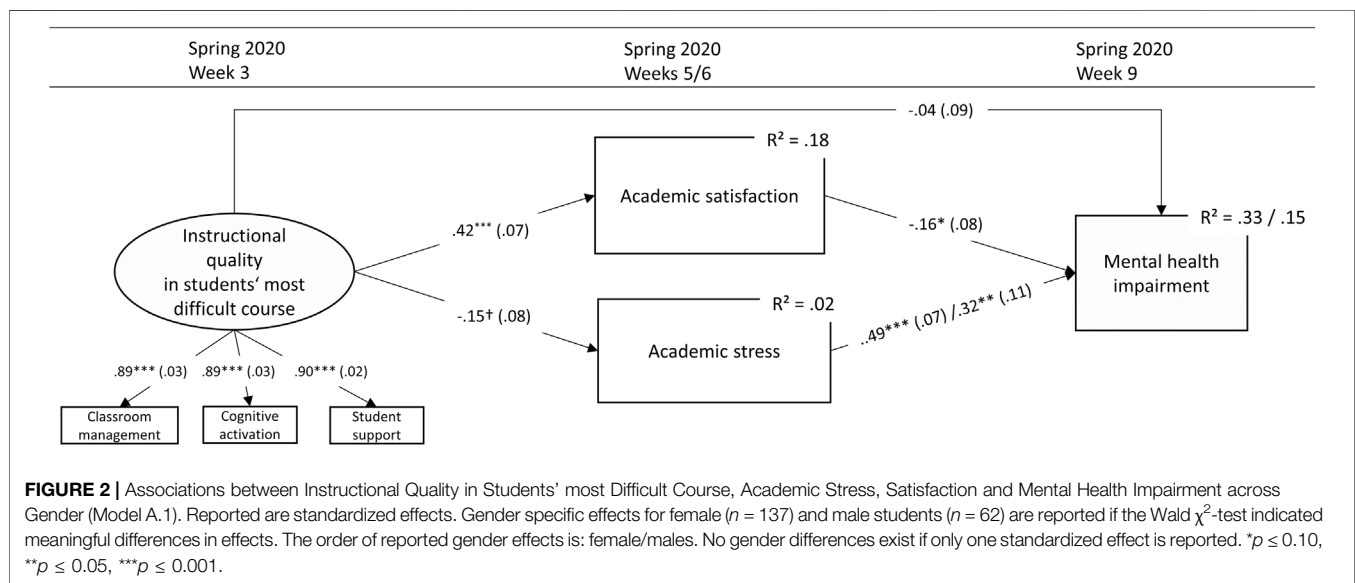 Spring 2020
Week 3
Spring 2020
Weeks 5/6
Spring 2020
Week 9
-.04 (.09)
R² = .18
Academic satisfaction
R² = .33 / .15
.42*** (.07)
-.16* (.08)
Instructional
quality
in students‘ most
difficult course
Mental health
impairment
R² = .02
-.15† (.08)
..49*** (.07) /.32** (.11)
Academic stress
.89*** (.03)
.89*** (.03)
.90*** (.02)
Classroom
management
Cognitive
activation
Student
support
FIGURE 2 | Associations between Instructional Quality in Students’ most Difficult Course, Academic Stress, Satisfaction and Mental Health Impairment across
Gender (Model A.1). Reported are standardized effects. Gender specific effects for female (n = 137) and male students (n = 62) are reported if the Wald χ²-test indicated
meaningful differences in effects. The order of reported gender effects is: female/males. No gender differences exist if only one standardized effect is reported. *p ≤ 0.10,
**p ≤ 0.05, ***p ≤ 0.001.